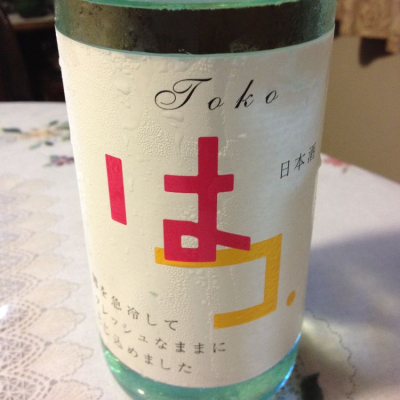 Toko
はつ.
日本酒
を急冷して
レッシュなままに
込めました